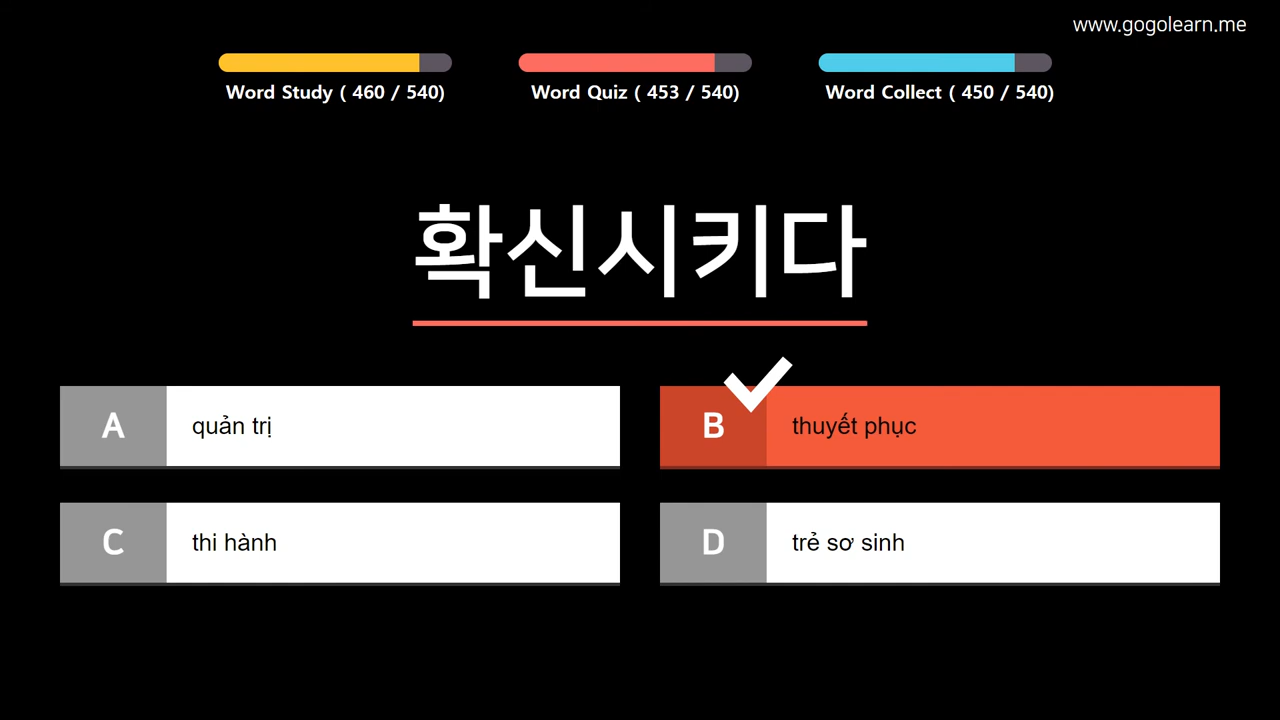 www.gogolearn.me
Word Study ( 460 / 540)
Word Quiz ( 453 / 540)
Word Collect ( 450 / 540)
확신시키다
A
quản trị
B
thuyết phục
C
thi hành
D
trẻ sơ sinh